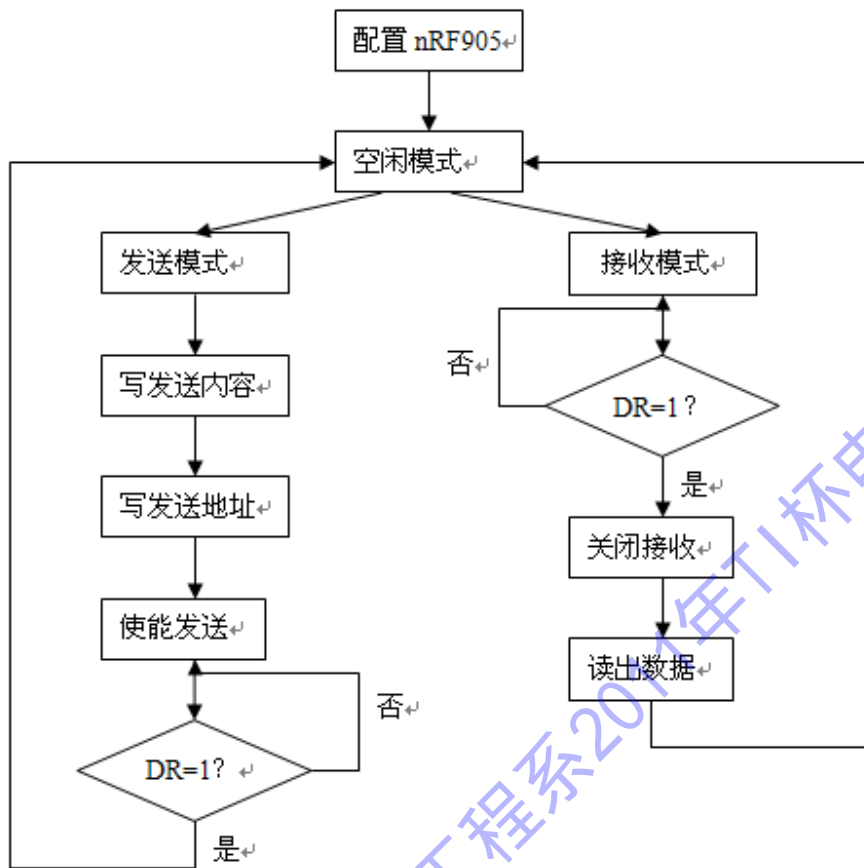 配置 nRF905
空闲模式
发送模式
写发送内容
写发送地址
使能发送
否
DR=1?
是
接收模式
否
DR=1?
是
关闭接收
读出数据
工程系2011年TI杯电